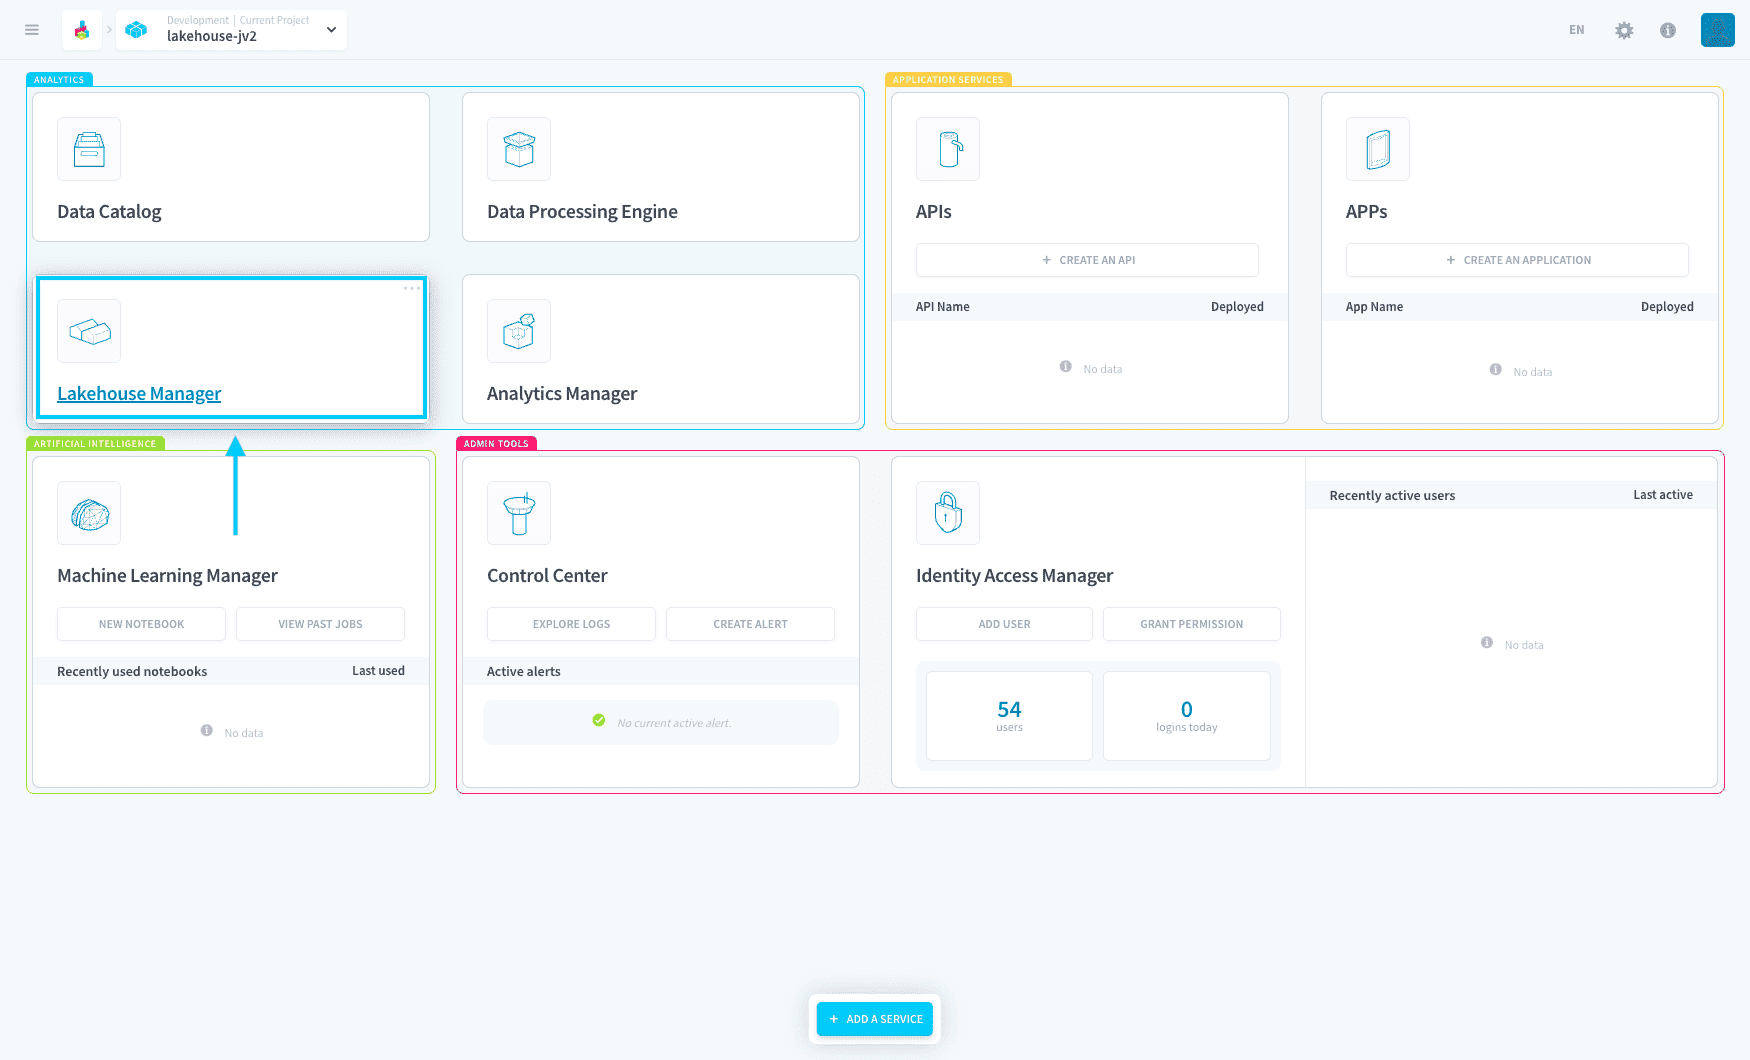 Development | Current Project
lakehouse-jv2
EN
ANALYTICS
Data Catalog
Data Processing Engine
Lakehouse Manager
Analytics Manager
APPLICATION SERVICES
APIs
+ CREATE AN API
API Name Deployed
No data
APPs
+ CREATE AN APPLICATION
App Name Deployed
No data
ARTIFICIAL INTELLIGENCE
Machine Learning Manager
NEW NOTEBOOK VIEW PAST JOBS
Recently used notebooks Last used
No data
ADMIN TOOLS
Control Center
EXPLORE LOGS CREATE ALERT
Active alerts
No current active alert.
Identity Access Manager
ADD USER GRANT PERMISSION
54
users
0
logins today
Recently active users Last active
No data
+ ADD A SERVICE